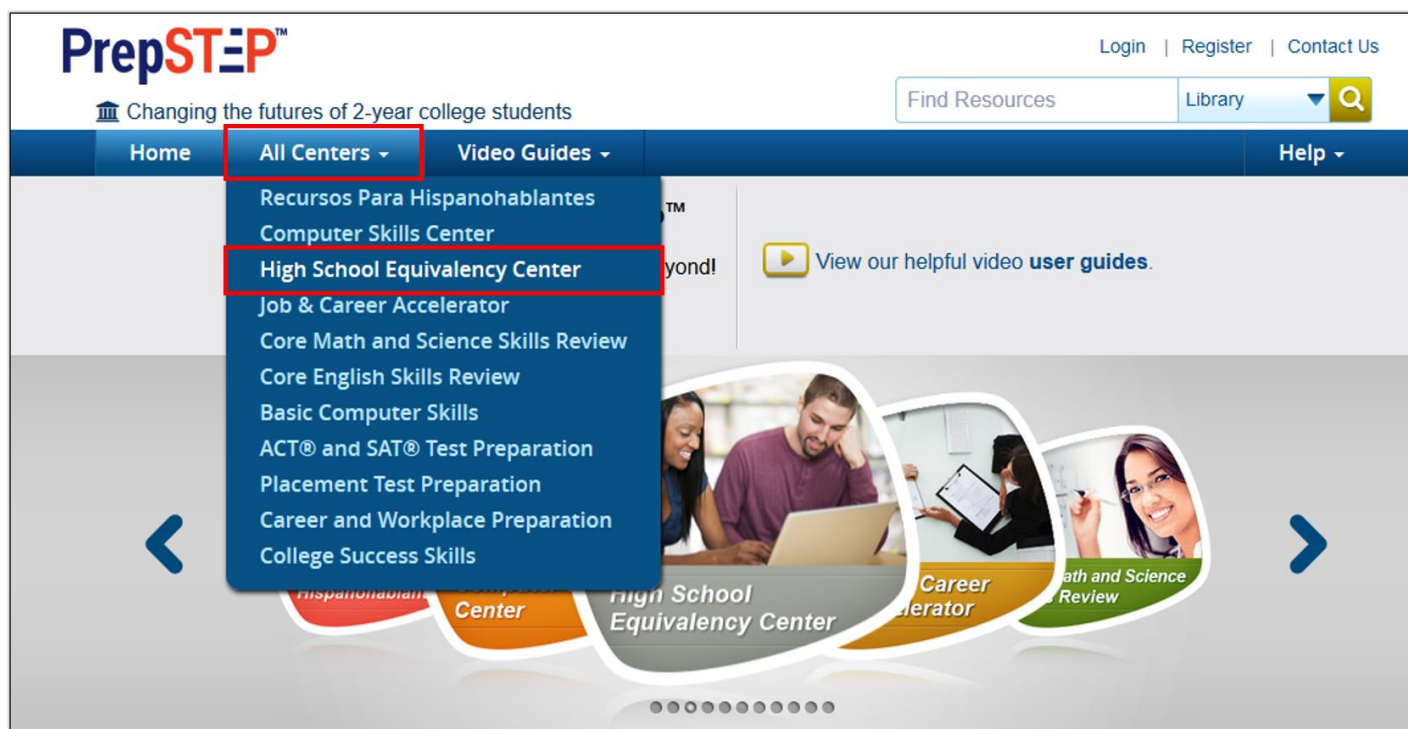 PrepSTEP™
Login | Register | Contact Us
Changing the futures of 2-year college students
Find Resources
Library
Home
All Centers
Video Guides
Help
Recursos Para Hispanohablantes
Computer Skills Center
High School Equivalency Center
Job & Career Accelerator
Core Math and Science Skills Review
Core English Skills Review
Basic Computer Skills
ACT® and SAT® Test Preparation
Placement Test Preparation
Career and Workplace Preparation
College Success Skills
™
yond!
View our helpful video user guides.
Center
High School
Equivalency Center
Career
lerator
ath and Science
Review